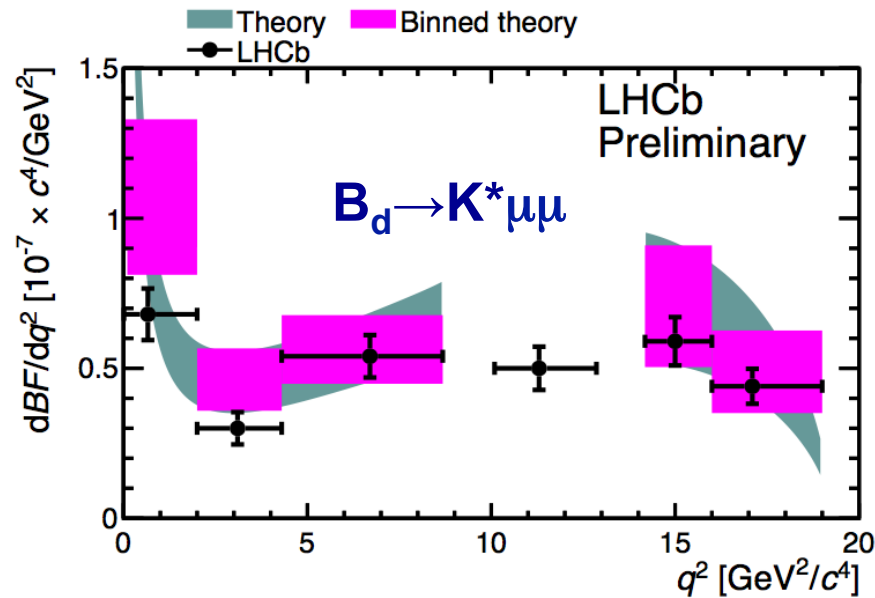 Theory Binned theory
LHCb
LHCb
Preliminary
B_d→K*μμ
dBF/dq² [10⁻⁷ × c⁴/GeV²]
1.5
1
0.5
0
0 5 10 15 20
q² [GeV²/c⁴]